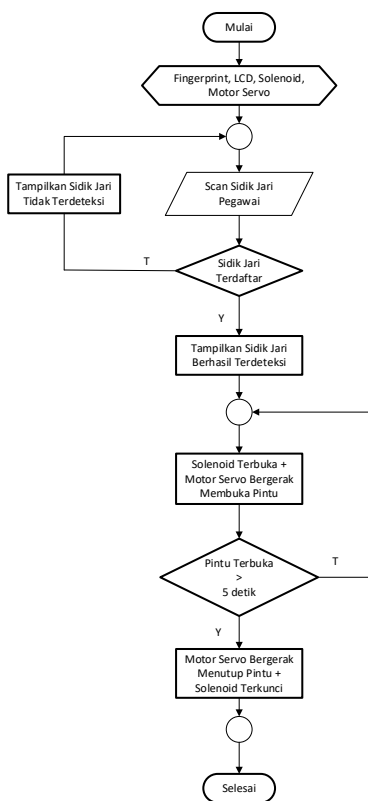 Mulai
Fingerprint, LCD, Solenoid,
Motor Servo
Tampilkan Sidik Jari
Tidak Terdeteksi
Scan Sidik Jari
Pegawai
T
Sidik Jari
Terdaftar
Y
Tampilkan Sidik Jari
Berhasil Terdeteksi
Solenoid Terbuka +
Motor Servo Bergerak
Membuka Pintu
Pintu Terbuka
>
5 detik
T
Y
Motor Servo Bergerak
Menutup Pintu +
Solenoid Terkunci
Selesai